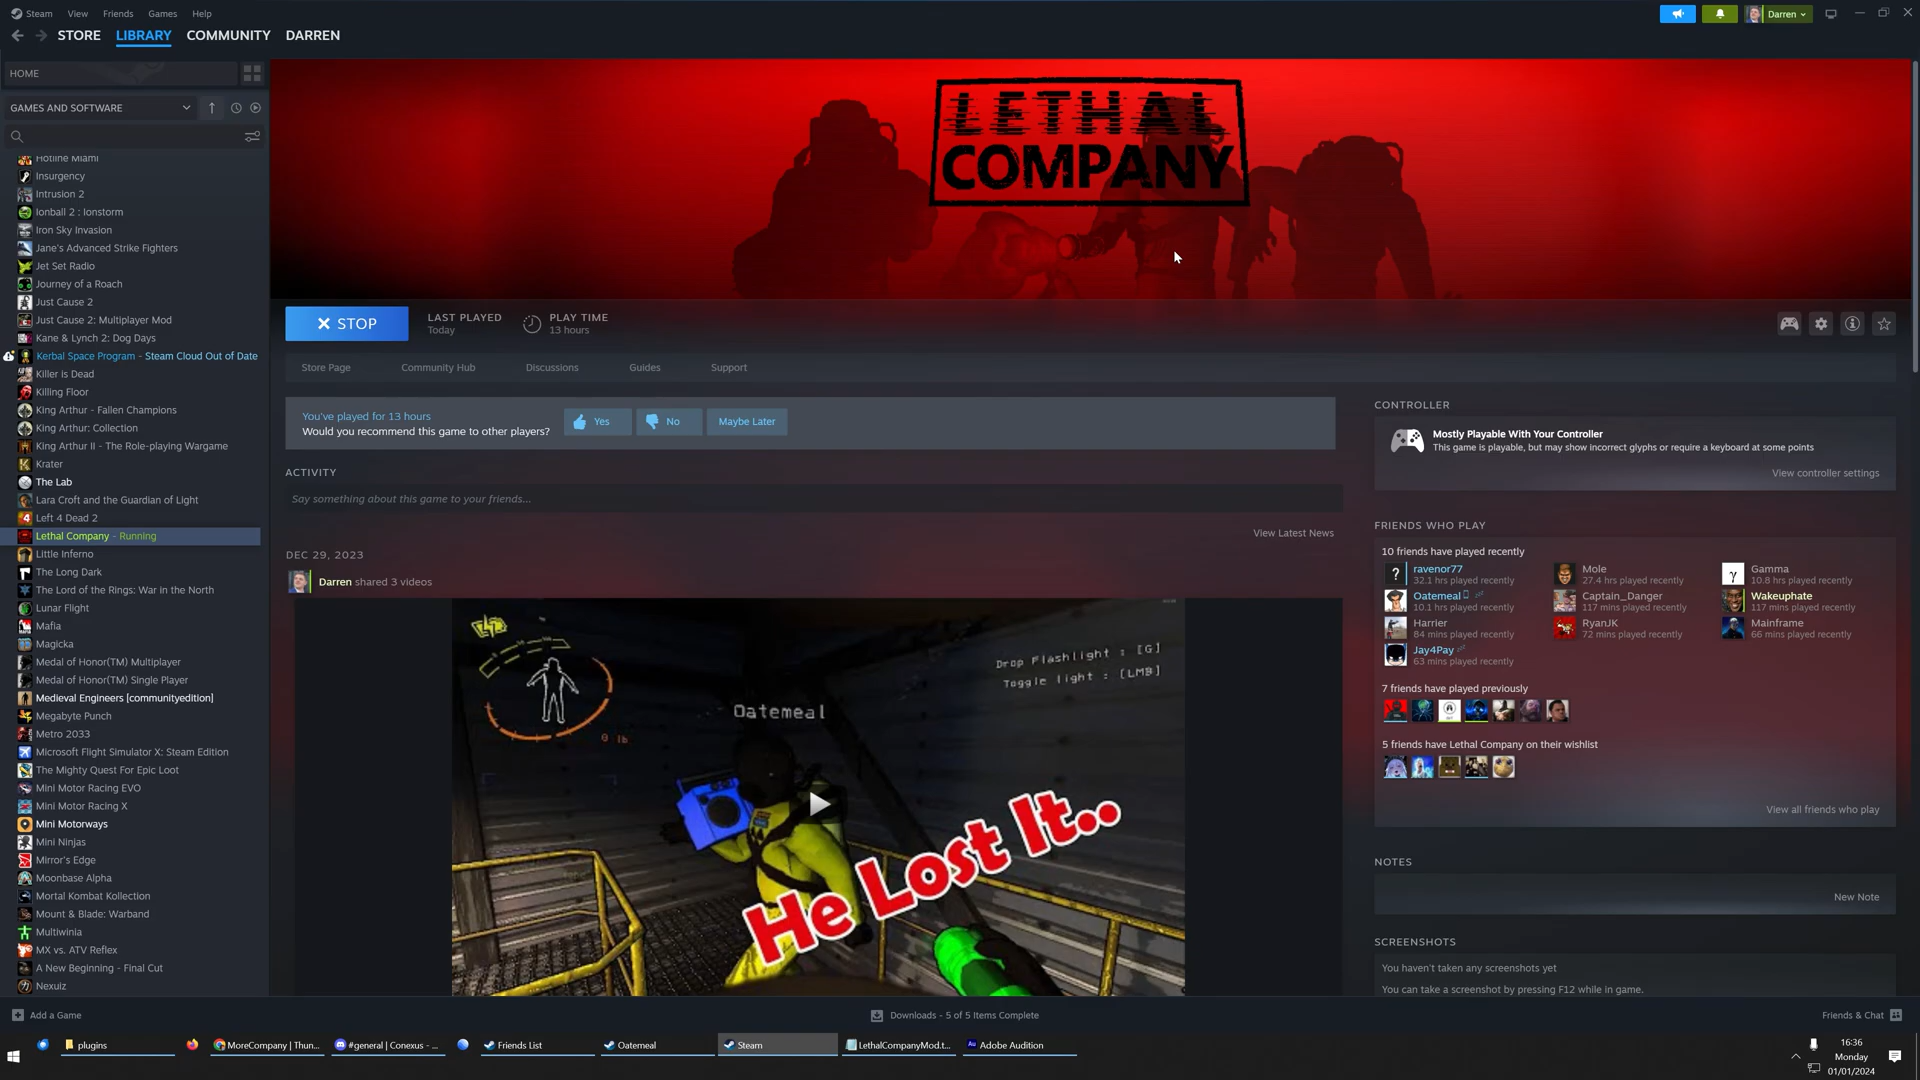 Steam View Friends Games Help Darren
STORE LIBRARY COMMUNITY DARREN
HOME
GAMES AND SOFTWARE
Hotline Miami
Insurgency
Intrusion 2
Ionball 2 : Ionstorm
Iron Sky Invasion
Jane's Advanced Strike Fighters
Jet Set Radio
Journey of a Roach
Just Cause 2
Just Cause 2: Multiplayer Mod
Kane & Lynch 2: Dog Days
Kerbal Space Program - Steam Cloud Out of Date
Killer is Dead
Killing Floor
King Arthur - Fallen Champions
King Arthur: Collection
King Arthur II - The Role-playing Wargame
Krater
The Lab
Lara Croft and the Guardian of Light
Left 4 Dead 2
Lethal Company - Running
Little Inferno
The Long Dark
The Lord of the Rings: War in the North
Lunar Flight
Mafia
Magicka
Medal of Honor(TM) Multiplayer
Medal of Honor(TM) Single Player
Medieval Engineers [communityedition]
Megabyte Punch
Metro 2033
Microsoft Flight Simulator X: Steam Edition
The Mighty Quest For Epic Loot
Mini Motor Racing EVO
Mini Motor Racing X
Mini Motorways
Mini Ninjas
Mirror's Edge
Moonbase Alpha
Mortal Kombat Kollection
Mount & Blade: Warband
Multiwinia
MX vs. ATV Reflex
A New Beginning - Final Cut
Nexuiz
LETHAL
COMPANY
STOP
LAST PLAYED
Today
PLAY TIME
13 hours
Store Page Community Hub Discussions Guides Support
You've played for 13 hours
Would you recommend this game to other players?
Yes No Maybe Later
ACTIVITY
Say something about this game to your friends...
View Latest News
DEC 29, 2023
Darren shared 3 videos
Drop Flashlight : [G]
Toggle light : [LMB]
Oatemeal
0 lb
He Lost It..
CONTROLLER
Mostly Playable With Your Controller
This game is playable, but may show incorrect glyphs or require a keyboard at some points
View controller settings
FRIENDS WHO PLAY
10 friends have played recently
ravenor77
32.1 hrs played recently
Mole
27.4 hrs played recently
Gamma
10.8 hrs played recently
Oatemeal
10.1 hrs played recently
Captain_Danger
117 mins played recently
Wakeuphate
117 mins played recently
Harrier
84 mins played recently
RyanJK
72 mins played recently
Mainframe
66 mins played recently
Jay4Pay
63 mins played recently
7 friends have played previously
5 friends have Lethal Company on their wishlist
View all friends who play
NOTES
New Note
SCREENSHOTS
You haven't taken any screenshots yet
You can take a screenshot by pressing F12 while in game.
Add a Game
Downloads - 5 of 5 Items Complete
Friends & Chat
plugins
MoreCompany | Thun...
#general | Conexus - ...
Friends List
Oatemeal
Steam
LethalCompanyMod.t...
Adobe Audition
16:36
Monday
01/01/2024